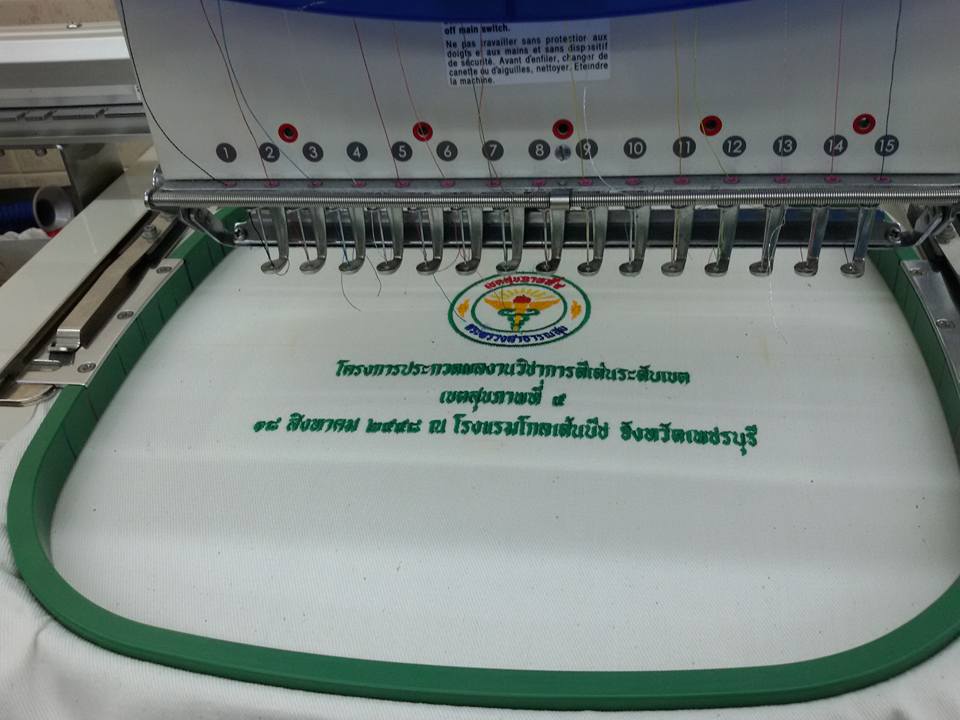 off main switch.
Ne pas travailler sans protection aux
doigts et aux mains et sans dispositif
de sécurité. Avant d'enfiler, changer de
canette ou d'aiguilles, nettoyer. Eteindre
la machine.
1 2 3 4 5 6 7 8 9 10 11 12 13 14 15
เขตสุขภาพที่๕
กระทรวงสาธารณสุข
โครงการประกวดผลงานวิชาการดีเด่นระดับเขต
เขตสุขภาพที่ ๕
๑๘ สิงหาคม ๒๕๕๘ ณ โรงแรมโกลเด้นบีช จังหวัดเพชรบุรี